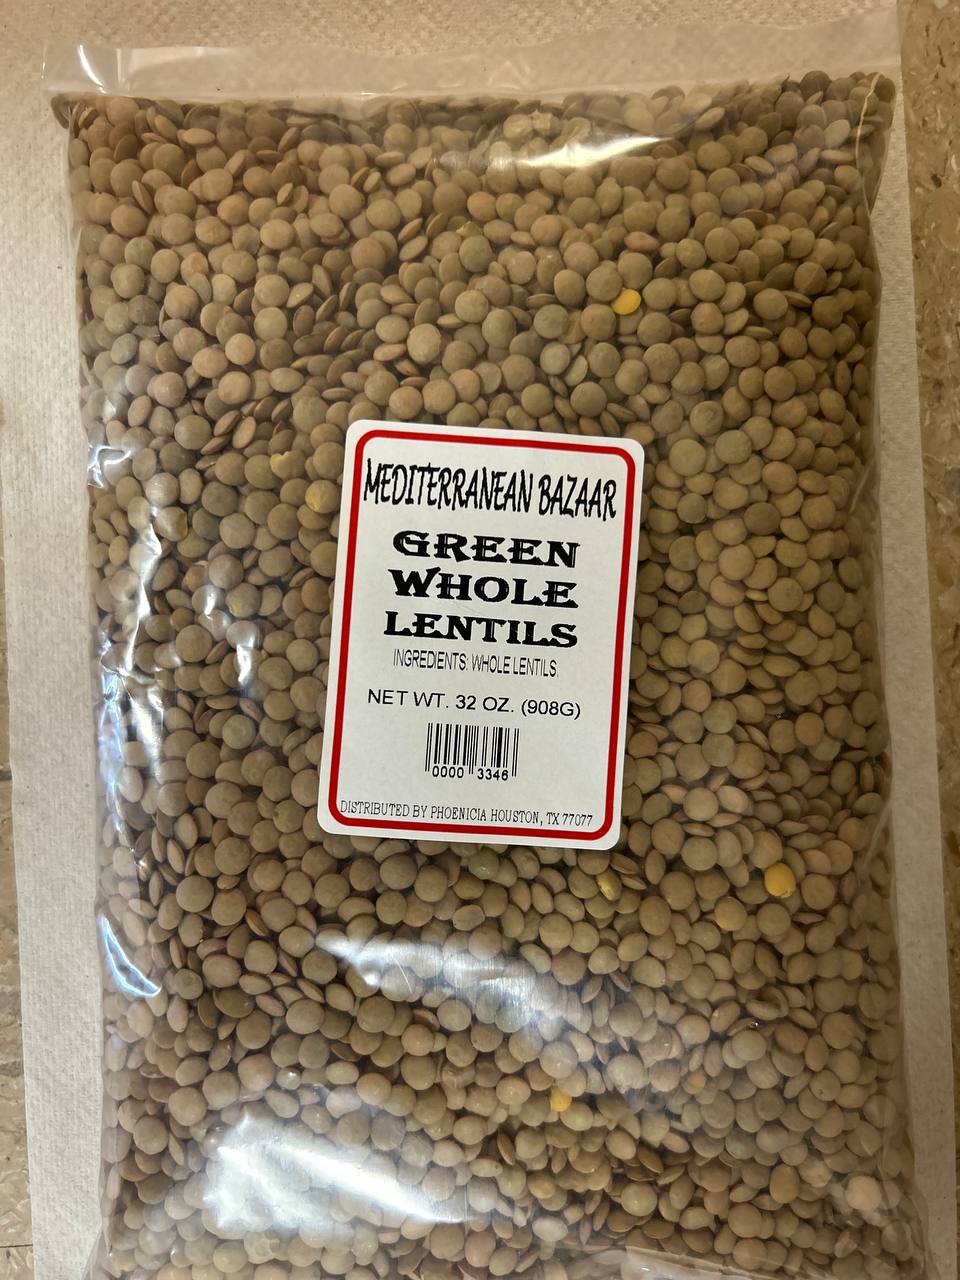 MEDITERRANEAN BAZAAR
GREEN
WHOLE
LENTILS
INGREDIENTS: WHOLE LENTILS.
NET WT. 32 OZ. (908G)
0000 3346
DISTRIBUTED BY PHOENICIA HOUSTON, TX 77077